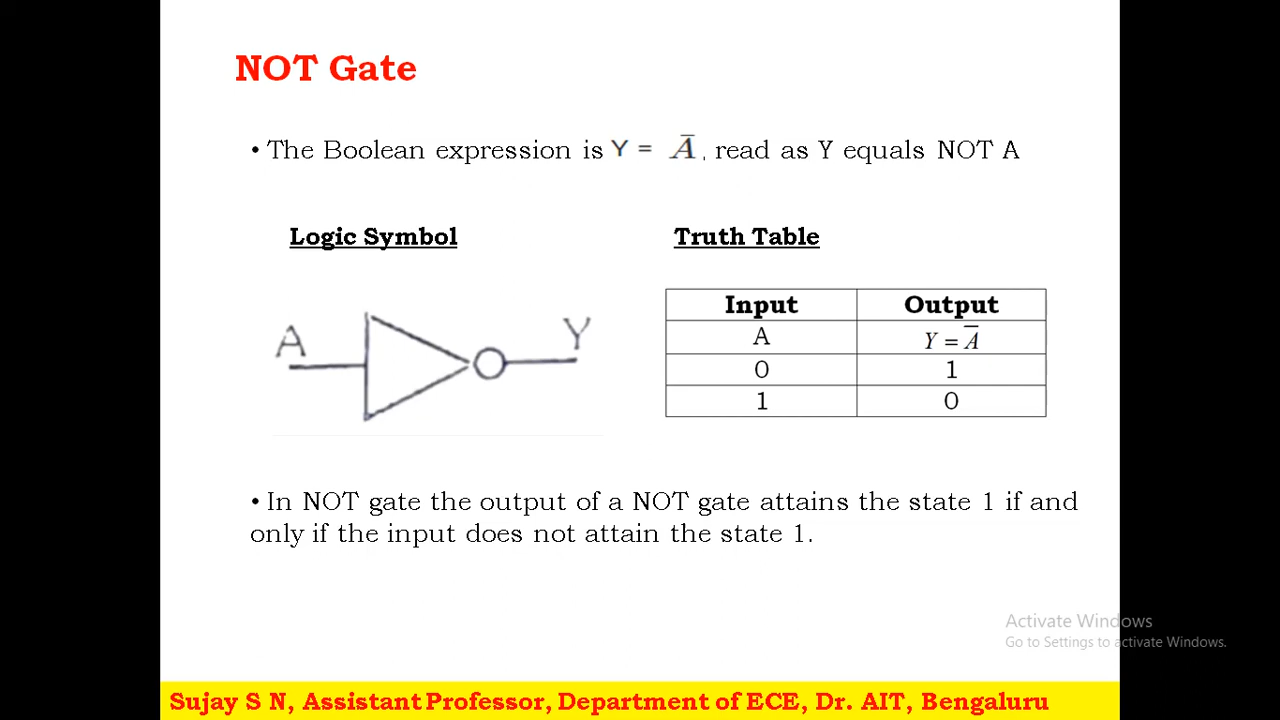 NOT Gate
• The Boolean expression is Y = A̅, read as Y equals NOT A
Logic Symbol
Truth Table
A
Y
Input Output
A Y = A̅
0 1
1 0
• In NOT gate the output of a NOT gate attains the state 1 if and
only if the input does not attain the state 1.
Activate Windows
Go to Settings to activate Windows.
Sujay S N, Assistant Professor, Department of ECE, Dr. AIT, Bengaluru